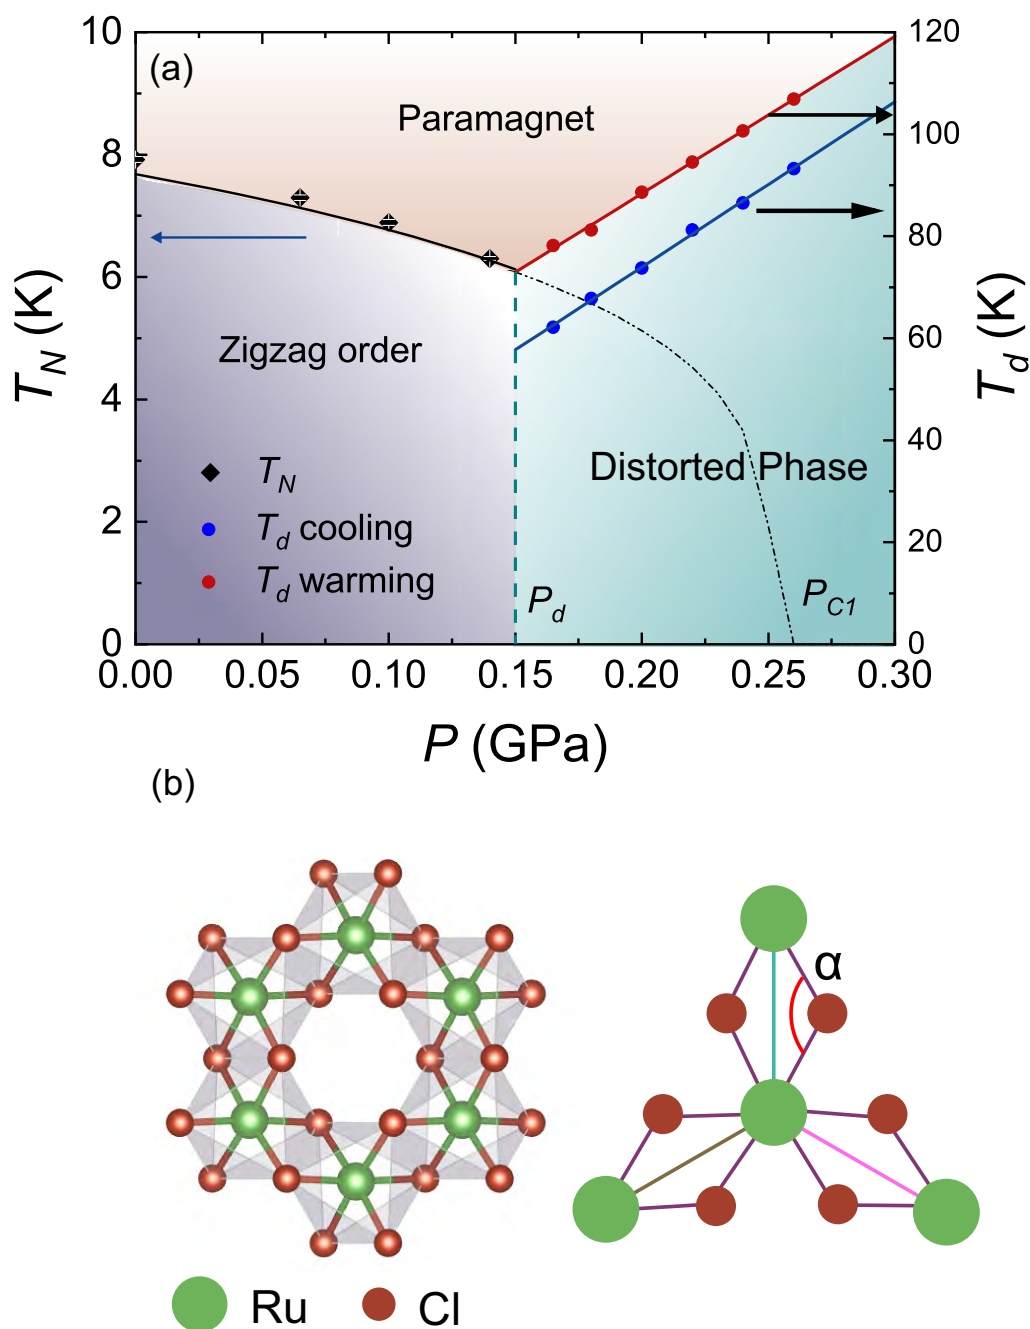 (a)
Paramagnet
Zigzag order
Distorted Phase
T_N
T_d cooling
T_d warming
P_d
P_C1
10
8
6
4
2
0
T_N (K)
120
100
80
60
40
20
0
T_d (K)
0.00 0.05 0.10 0.15 0.20 0.25 0.30
P (GPa)
(b)
α
Ru Cl